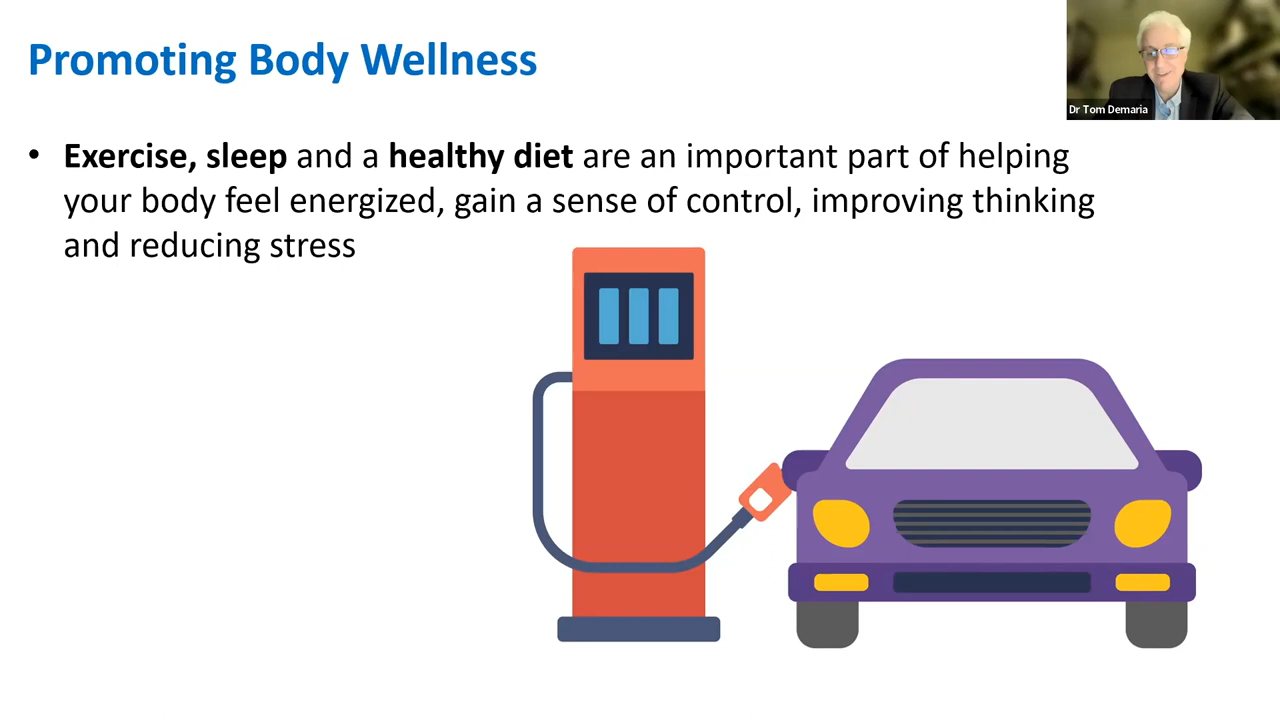 Promoting Body Wellness
Dr Tom Demaria
• Exercise, sleep and a healthy diet are an important part of helping
your body feel energized, gain a sense of control, improving thinking
and reducing stress